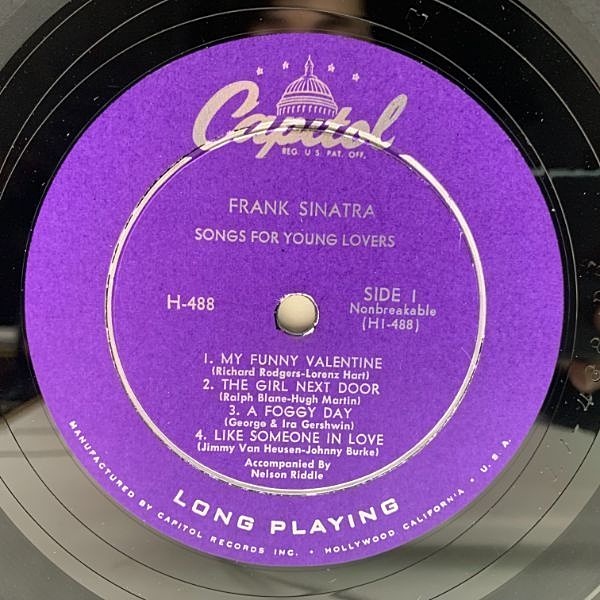 Capitol
REG. U.S. PAT. OFF.
FRANK SINATRA
SONGS FOR YOUNG LOVERS
H-488
SIDE 1
Nonbreakable
(H1-488)
1. MY FUNNY VALENTINE
(Richard Rodgers-Lorenz Hart)
2. THE GIRL NEXT DOOR
(Ralph Blane-Hugh Martin)
3. A FOGGY DAY
(George & Ira Gershwin)
4. LIKE SOMEONE IN LOVE
(Jimmy Van Heusen-Johnny Burke)
Accompanied By
Nelson Riddle
LONG PLAYING
MANUFACTURED BY CAPITOL RECORDS INC. • HOLLYWOOD, CALIFORNIA • U.S.A.